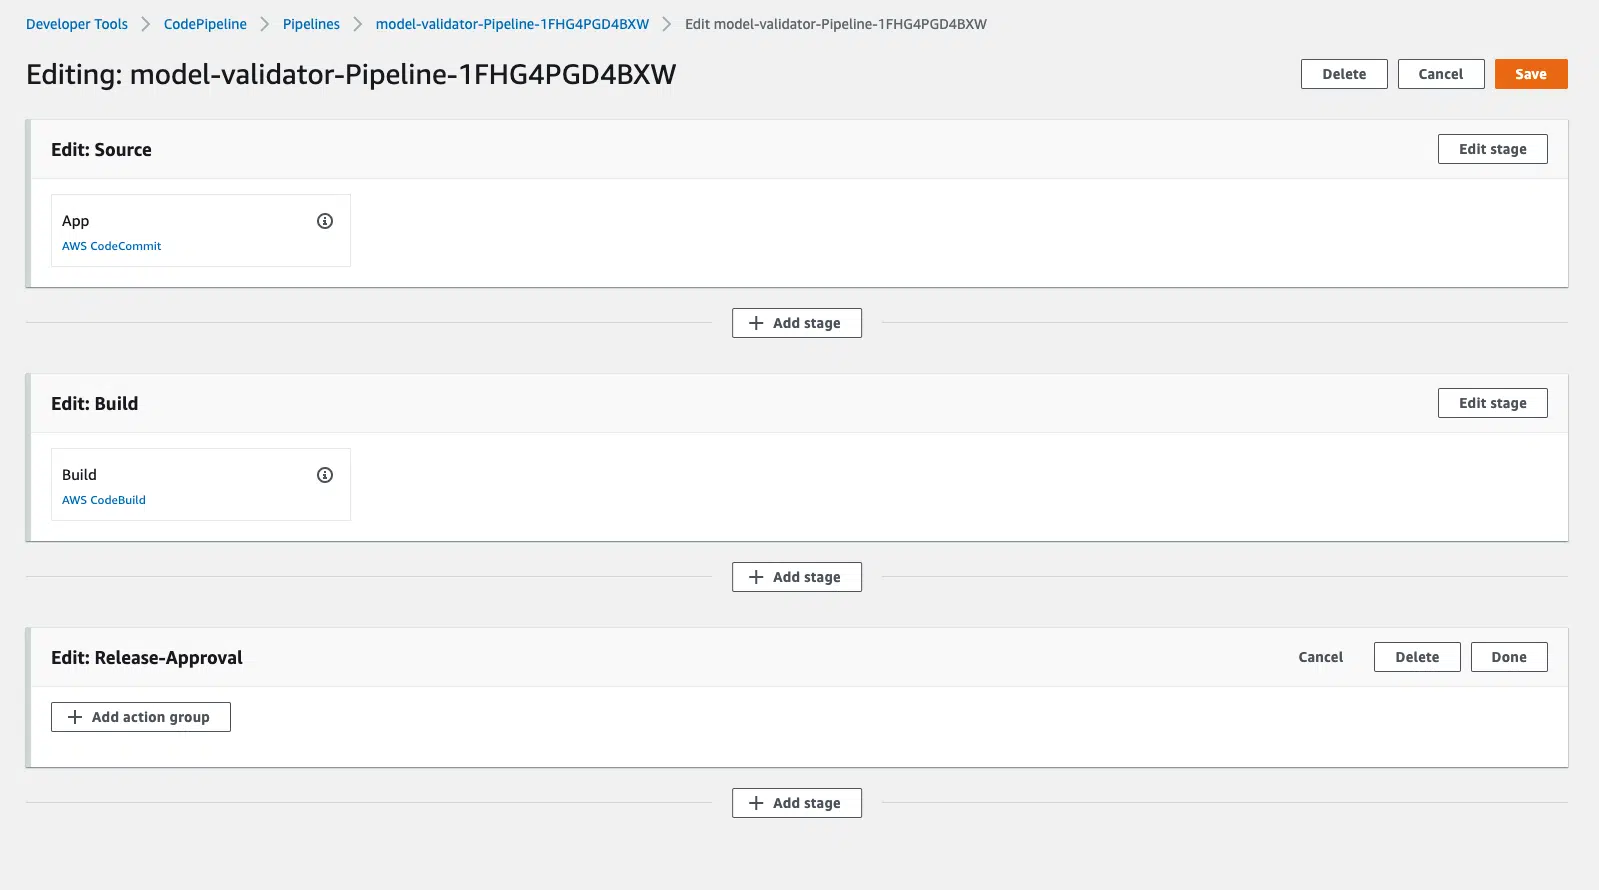 Developer Tools > CodePipeline > Pipelines > model-validator-Pipeline-1FHG4PGD4BXW > Edit model-validator-Pipeline-1FHG4PGD4BXW
Editing: model-validator-Pipeline-1FHG4PGD4BXW Delete Cancel Save
Edit: Source Edit stage
App
AWS CodeCommit
+ Add stage
Edit: Build Edit stage
Build
AWS CodeBuild
+ Add stage
Edit: Release-Approval Cancel Delete Done
+ Add action group
+ Add stage